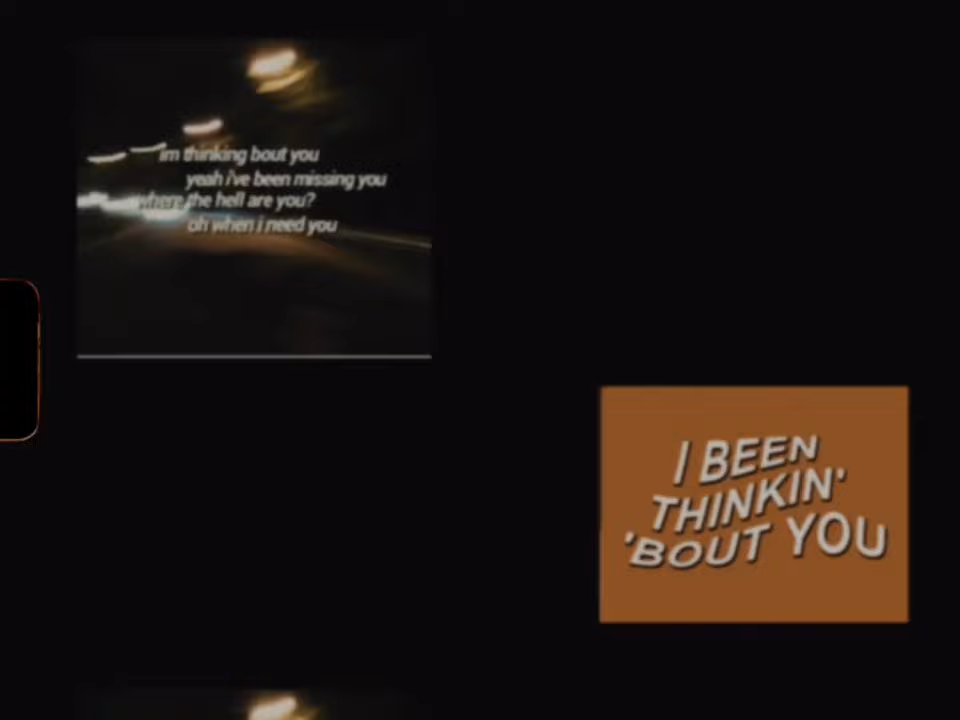 im thinking bout you
yeah i've been missing you
where the hell are you?
oh when i need you
I BEEN
THINKIN'
'BOUT YOU